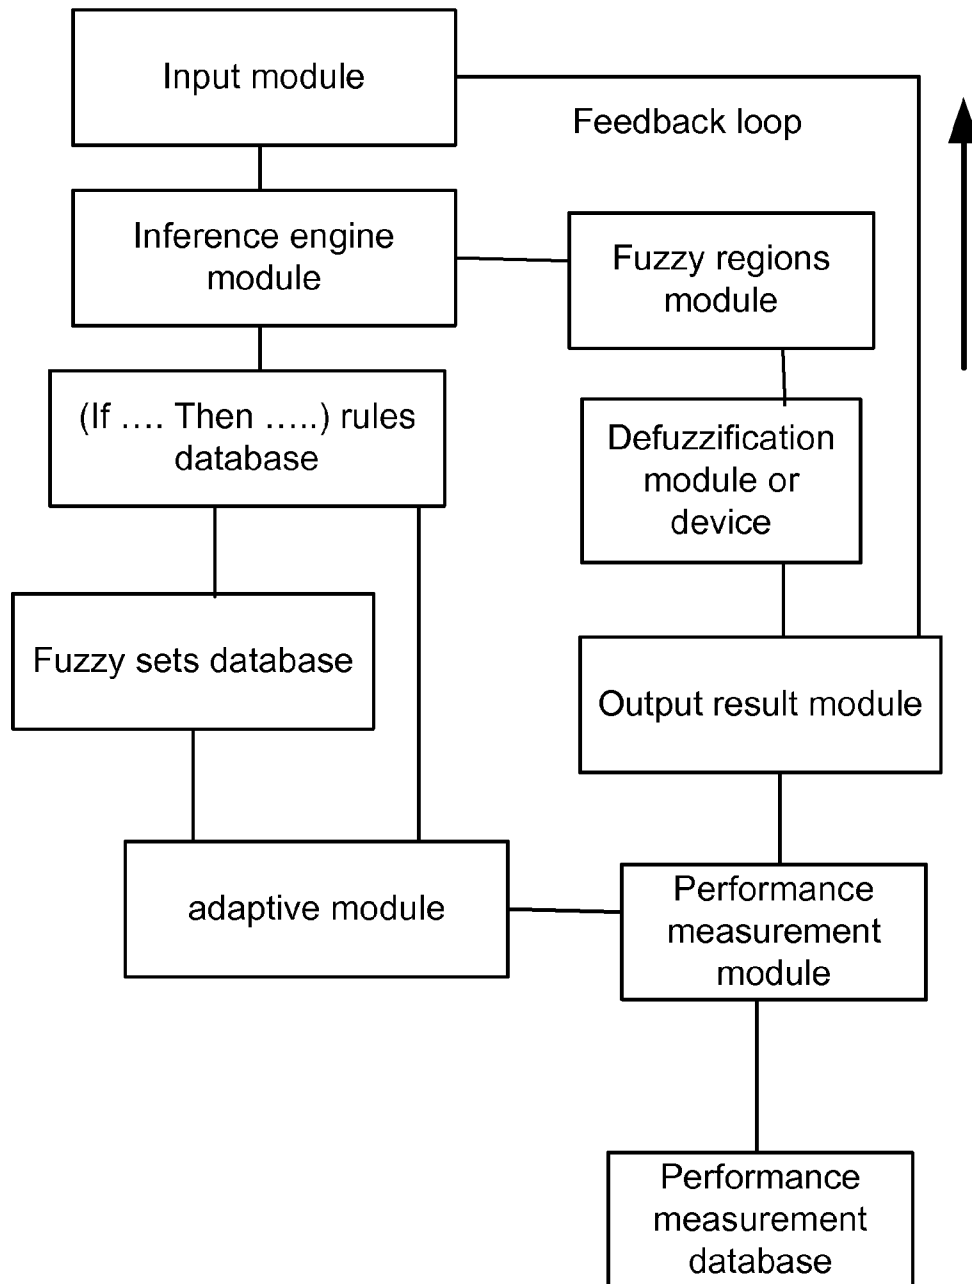 Input module
Feedback loop
Inference engine
module
Fuzzy regions
module
(If .... Then .....) rules
database
Defuzzification
module or
device
Fuzzy sets database
Output result module
adaptive module
Performance
measurement
module
Performance
measurement
database